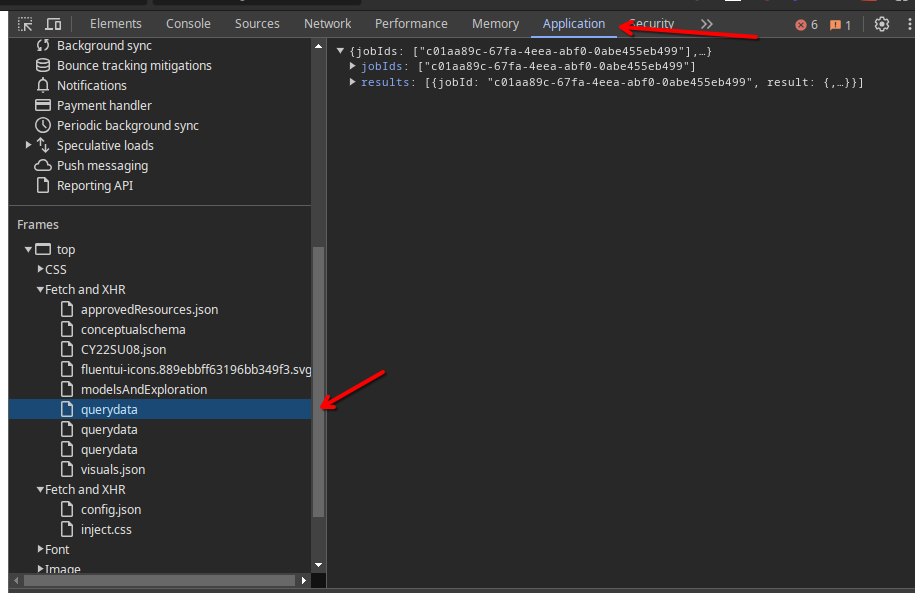 Elements Console Sources Network Performance Memory Application Security 6 1
Background sync
Bounce tracking mitigations
Notifications
Payment handler
Periodic background sync
Speculative loads
Push messaging
Reporting API
Frames
top
CSS
Fetch and XHR
approvedResources.json
conceptualschema
CY22SU08.json
fluentui-icons.889ebbff63196bb349f3.svg
modelsAndExploration
querydata
querydata
querydata
visuals.json
Fetch and XHR
config.json
inject.css
Font
Image
{jobIds: ["c01aa89c-67fa-4eea-abf0-0abe455eb499"],…}
jobIds: ["c01aa89c-67fa-4eea-abf0-0abe455eb499"]
results: [{jobId: "c01aa89c-67fa-4eea-abf0-0abe455eb499", result: {,…}}]